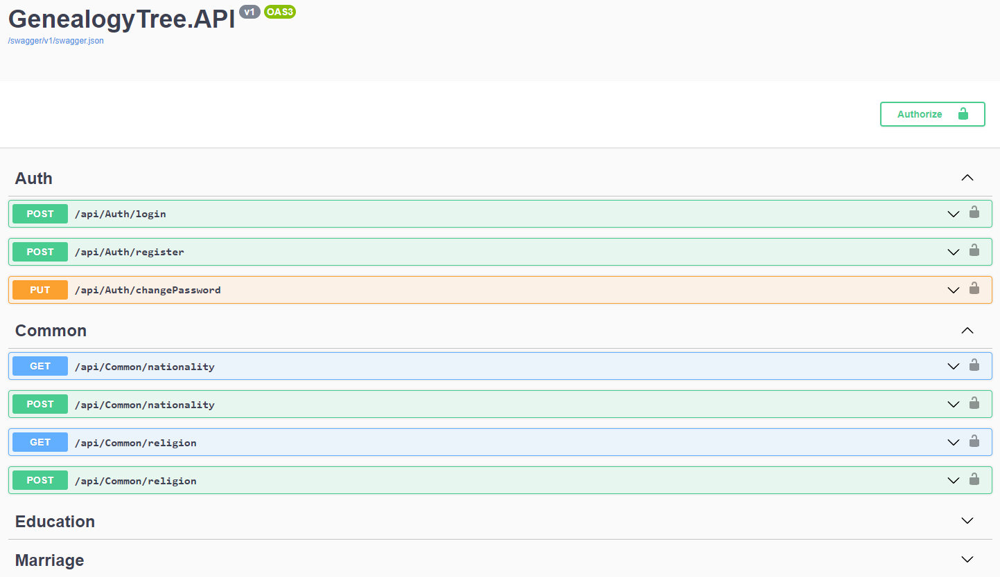 GenealogyTree.API v1 OAS3
/swagger/v1/swagger.json
Authorize
Auth
POST /api/Auth/login
POST /api/Auth/register
PUT /api/Auth/changePassword
Common
GET /api/Common/nationality
POST /api/Common/nationality
GET /api/Common/religion
POST /api/Common/religion
Education
Marriage